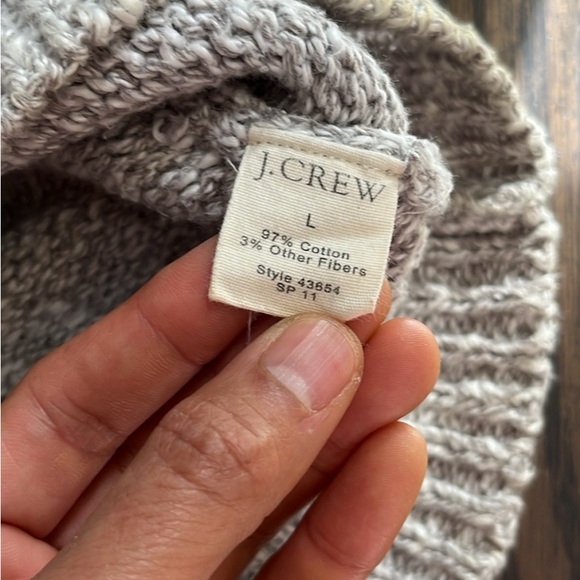 J.CREW
L
97% Cotton
3% Other Fibers
Style 43654
SP 11